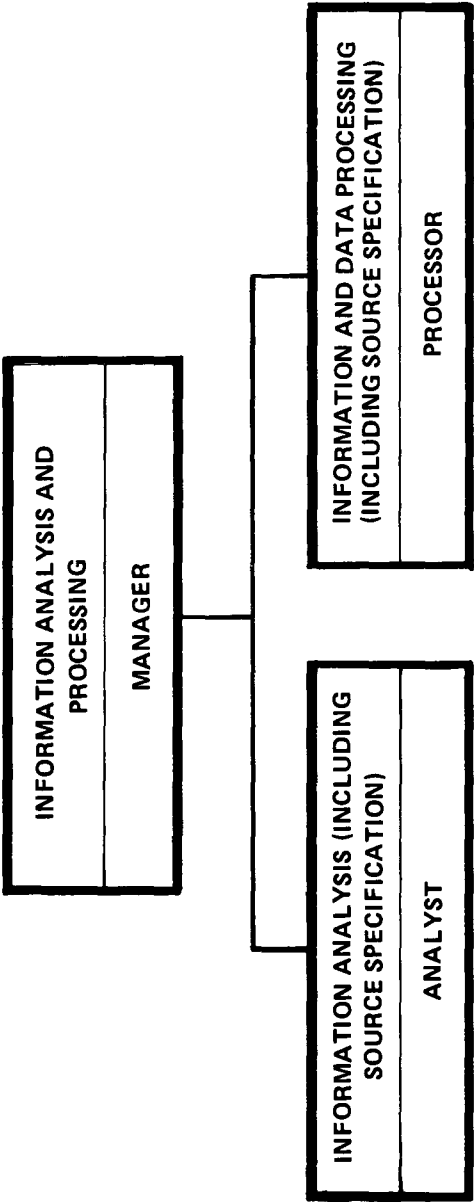 INFORMATION ANALYSIS AND
PROCESSING
MANAGER
INFORMATION ANALYSIS (INCLUDING
SOURCE SPECIFICATION)
ANALYST
INFORMATION AND DATA PROCESSING
(INCLUDING SOURCE SPECIFICATION)
PROCESSOR